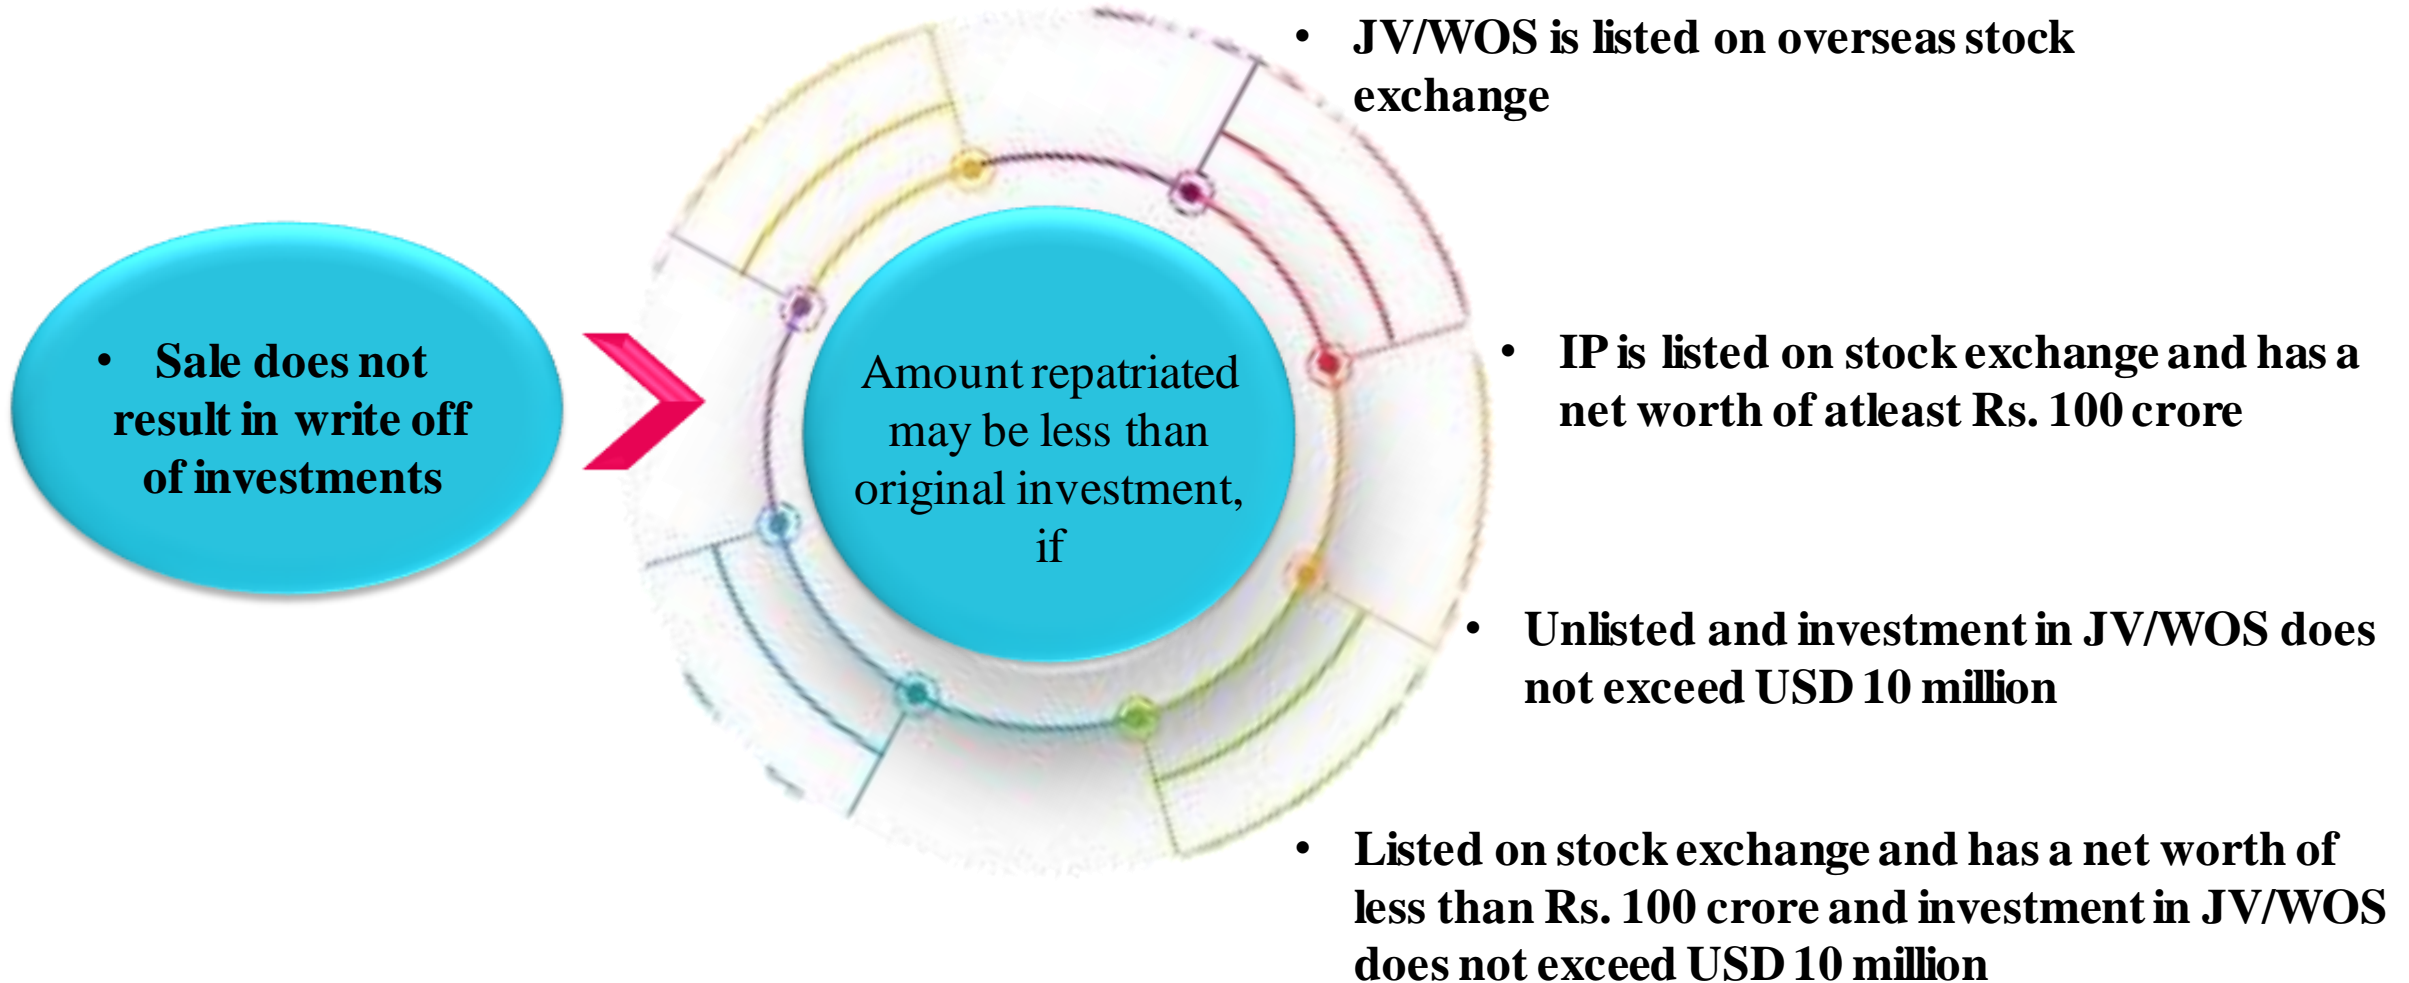 • Sale does not
result in write off
of investments
Amount repatriated
may be less than
original investment,
if
• JV/WOS is listed on overseas stock
exchange
• IP is listed on stock exchange and has a
net worth of atleast Rs. 100 crore
• Unlisted and investment in JV/WOS does
not exceed USD 10 million
• Listed on stock exchange and has a net worth of
less than Rs. 100 crore and investment in JV/WOS
does not exceed USD 10 million